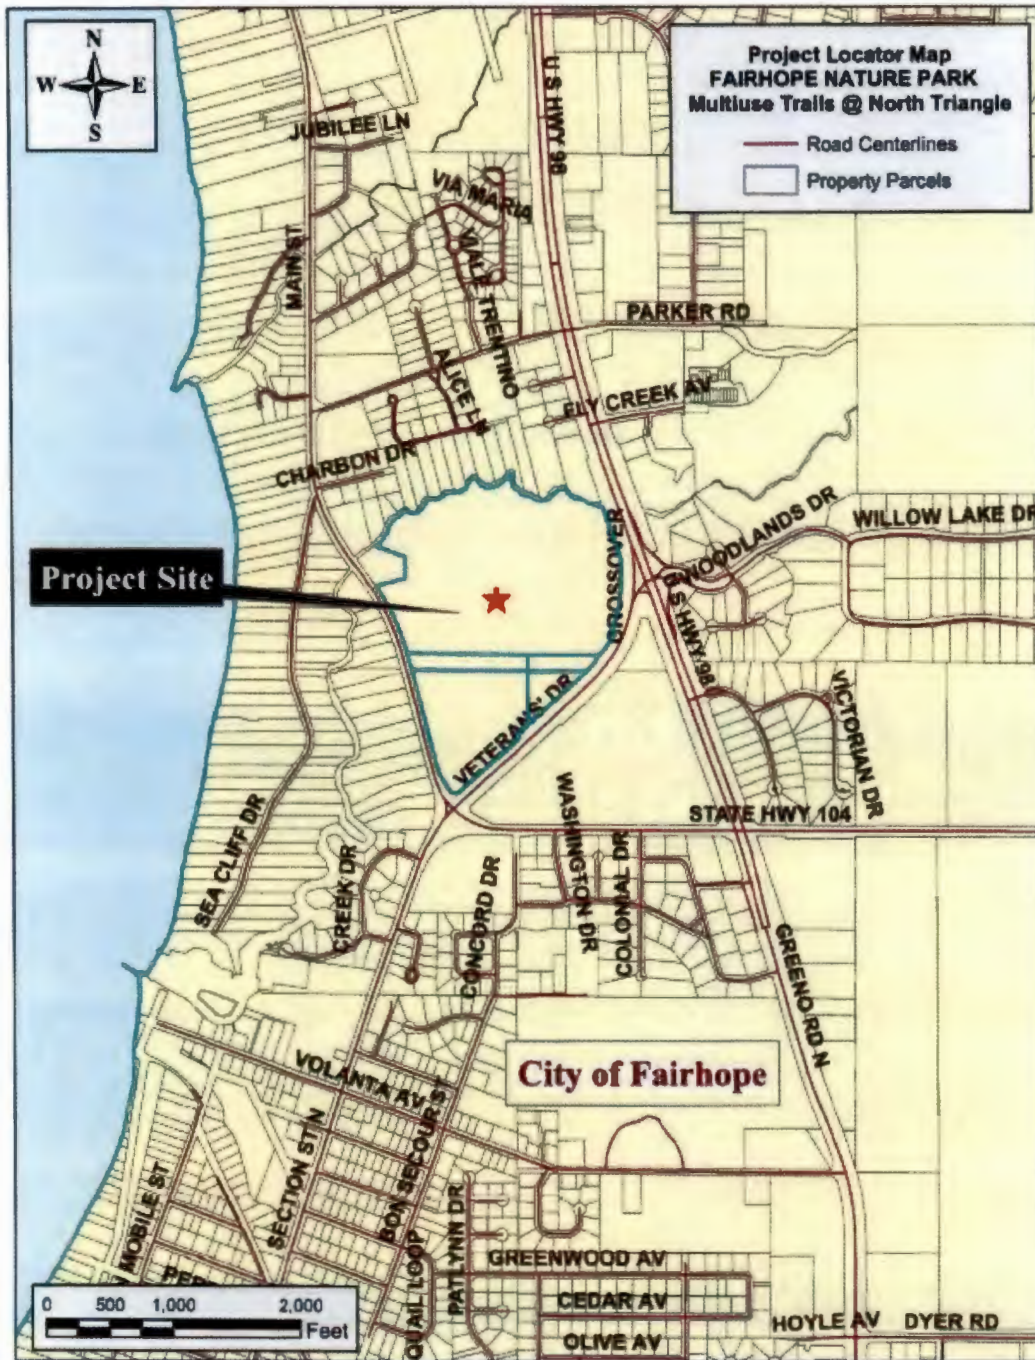 N
W E
S
Project Locator Map
FAIRHOPE NATURE PARK
Multiuse Trails @ North Triangle
Road Centerlines
Property Parcels
U S HWY 98
JUBILEE LN
VIA MARIA
MAIN ST
VIALE TRENTINO
PARKER RD
ALICE LN
FLY CREEK AV
CHARBON DR
CROSSOVER
WOODLANDS DR
WILLOW LAKE DR
Project Site
U S HWY 98
VICTORIAN DR
VETERANS' DR
STATE HWY 104
WASHINGTON DR
COLONIAL DR
SEA CLIFF DR
CREEK DR
CONCORD DR
GREENO RD N
City of Fairhope
VOLANTA AV
SECTION ST N
BON SECOUR ST
MOBILE ST
QUAIL LOOP
PATLYNN DR
GREENWOOD AV
CEDAR AV
HOYLE AV DYER RD
OLIVE AV
0 500 1,000 2,000
Feet